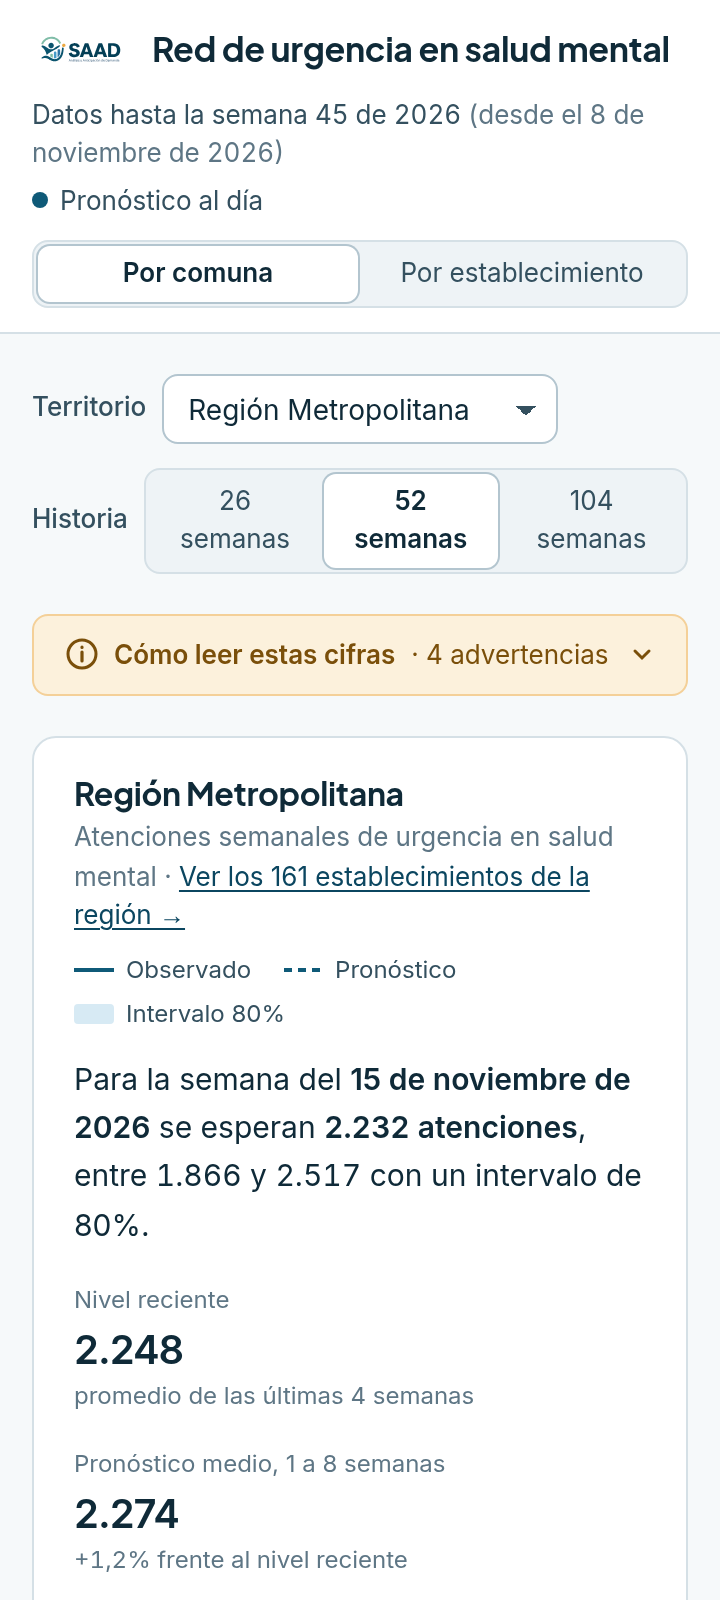 SAAD
Red de urgencia en salud mental
Datos hasta la semana 45 de 2026 (desde el 8 de
noviembre de 2026)
Pronóstico al día
Por comuna
Por establecimiento
Territorio
Región Metropolitana
Historia
26
semanas
52
semanas
104
semanas
Cómo leer estas cifras · 4 advertencias
Región Metropolitana
Atenciones semanales de urgencia en salud
mental · Ver los 161 establecimientos de la
región →
Observado
Pronóstico
Intervalo 80%
Para la semana del 15 de noviembre de
2026 se esperan 2.232 atenciones,
entre 1.866 y 2.517 con un intervalo de
80%.
Nivel reciente
2.248
promedio de las últimas 4 semanas
Pronóstico medio, 1 a 8 semanas
2.274
+1,2% frente al nivel reciente